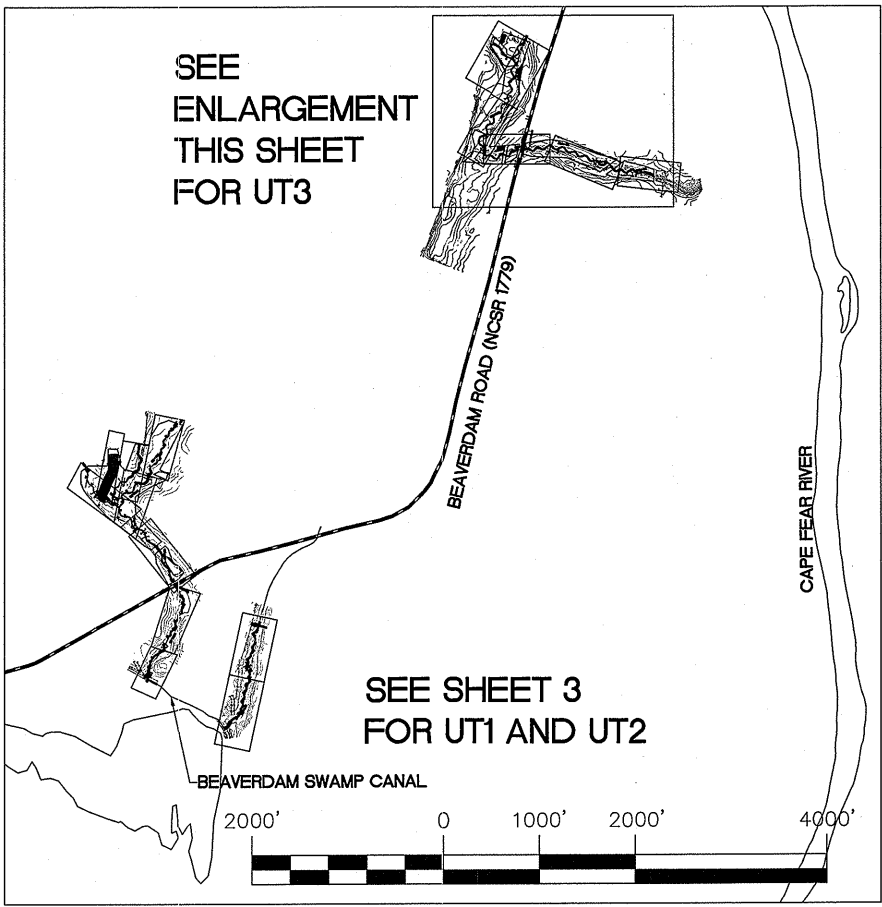 SEE
ENLARGEMENT
THIS SHEET
FOR UT3
BEAVERDAM ROAD (NCSR 1779)
CAPE FEAR RIVER
SEE SHEET 3
FOR UT1 AND UT2
BEAVERDAM SWAMP CANAL
2000' 0 1000' 2000' 4000'